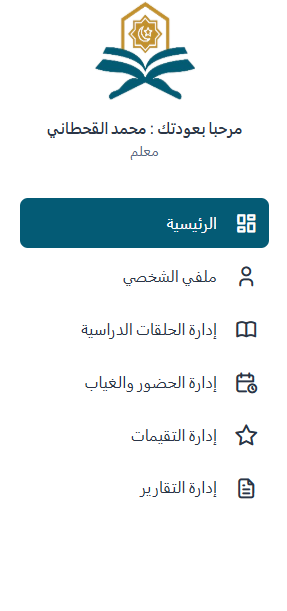 مرحبا بعودتك : محمد القحطاني
معلم
الرئيسية
ملفي الشخصي
إدارة الحلقات الدراسية
إدارة الحضور والغياب
إدارة التقيمات
إدارة التقارير